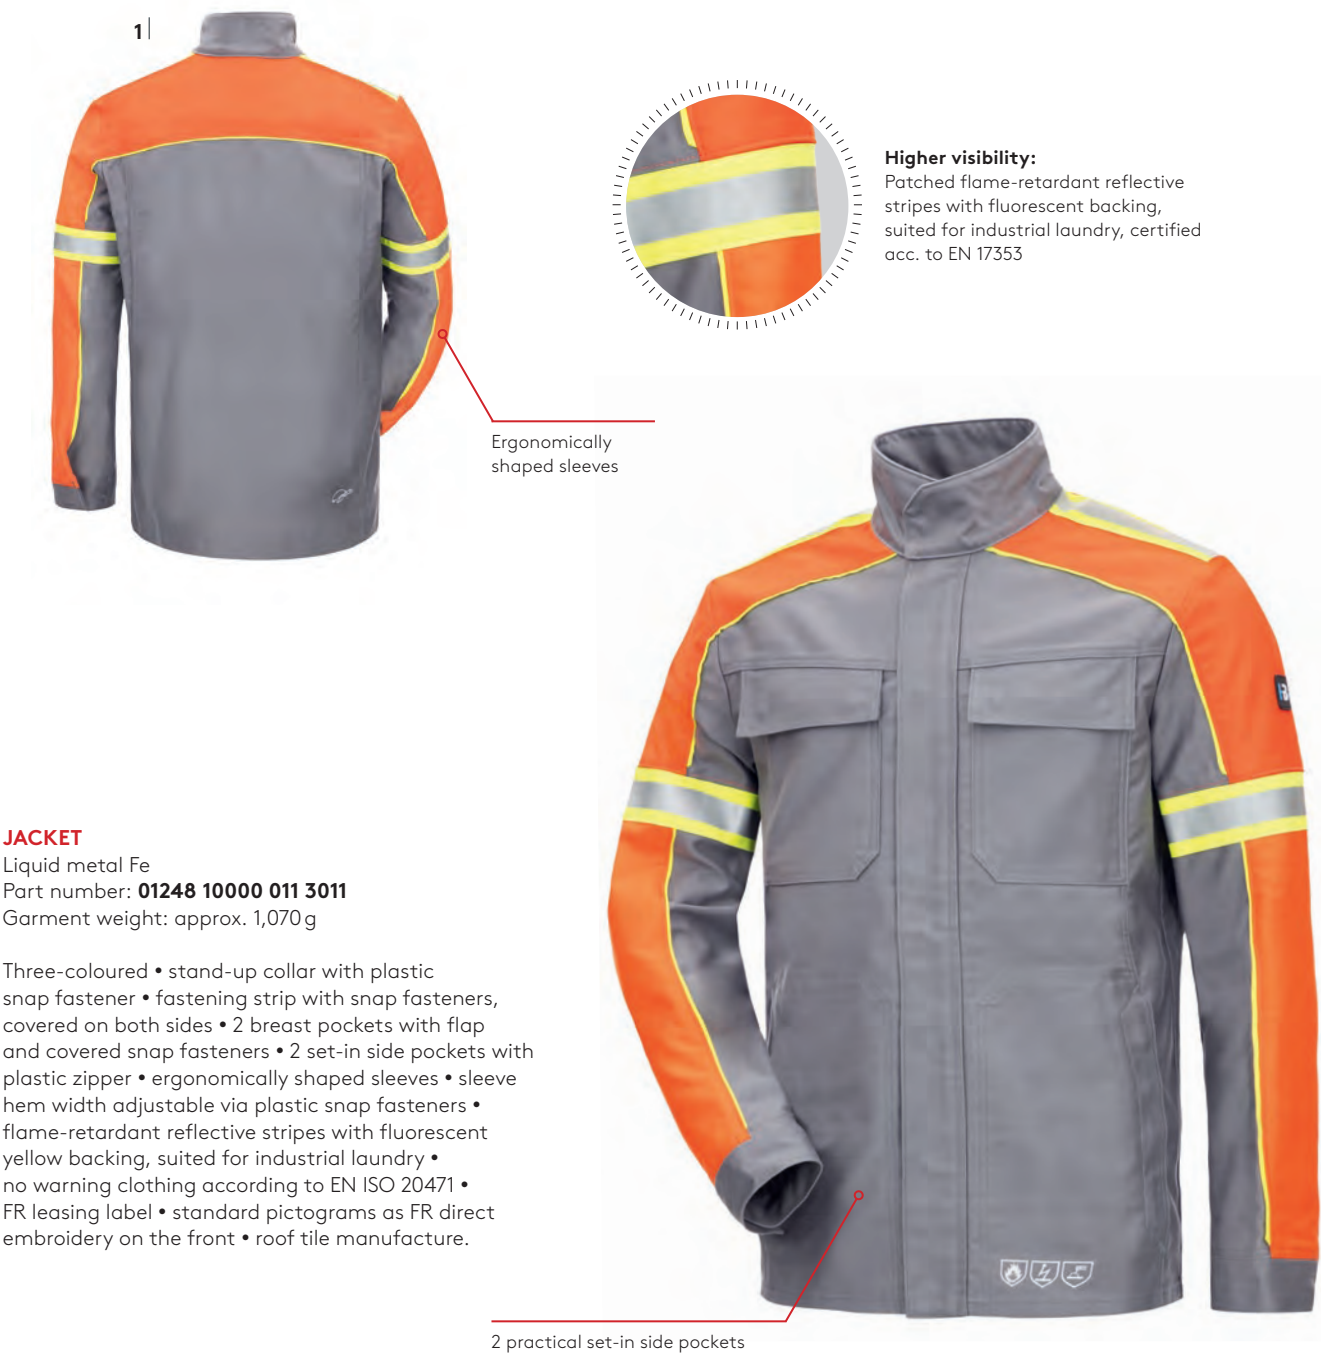 1
Higher visibility:
Patched flame-retardant reflective
stripes with fluorescent backing,
suited for industrial laundry, certified
acc. to EN 17353
Ergonomically
shaped sleeves
JACKET
Liquid metal Fe
Part number: 01248 10000 011 3011
Garment weight: approx. 1,070 g
Three-coloured • stand-up collar with plastic
snap fastener • fastening strip with snap fasteners,
covered on both sides • 2 breast pockets with flap
and covered snap fasteners • 2 set-in side pockets with
plastic zipper • ergonomically shaped sleeves • sleeve
hem width adjustable via plastic snap fasteners •
flame-retardant reflective stripes with fluorescent
yellow backing, suited for industrial laundry •
no warning clothing according to EN ISO 20471 •
FR leasing label • standard pictograms as FR direct
embroidery on the front • roof tile manufacture.
2 practical set-in side pockets